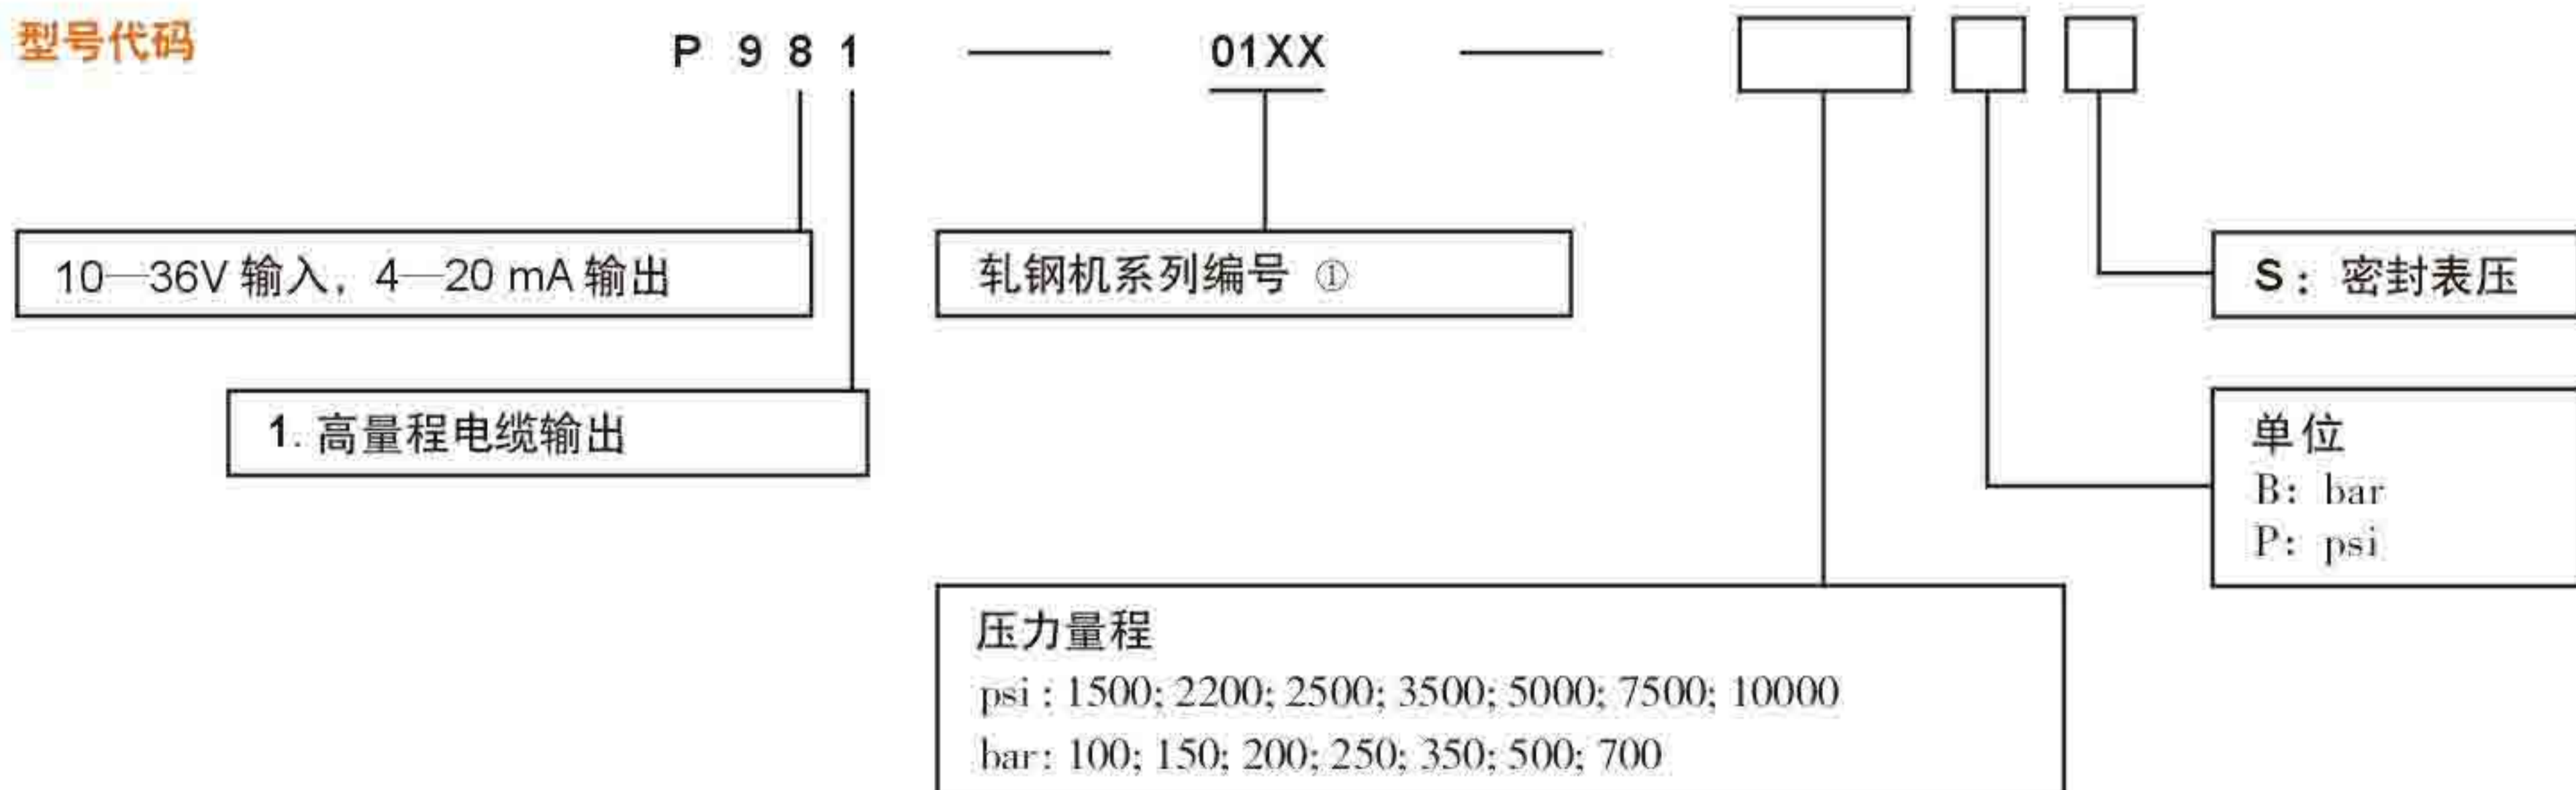 型号代码
P 9 8 1 —— 01XX ——
10—36V 输入，4—20 mA 输出
轧钢机系列编号 ①
S：密封表压
1. 高量程电缆输出
单位
B: bar
P: psi
压力量程
psi : 1500; 2200; 2500; 3500; 5000; 7500; 10000
bar: 100; 150; 200; 250; 350; 500; 700